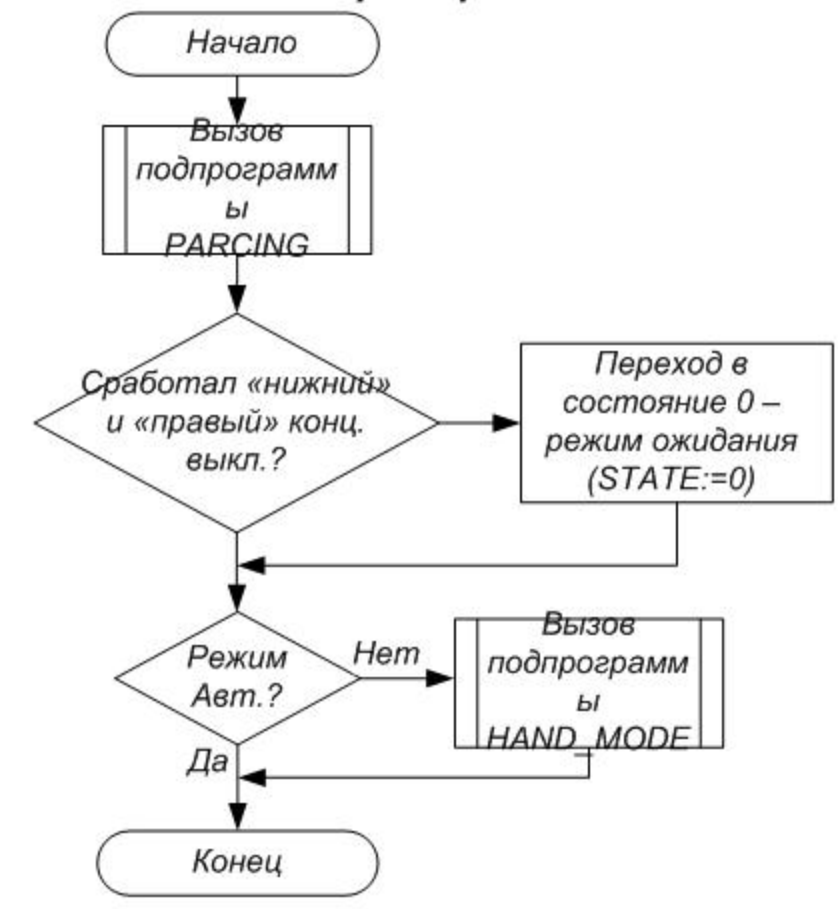 Начало
Вызов
подпрограмм
ы
PARCING
Сработал «нижний»
и «правый» конц.
выкл.?
Переход в
состояние 0 –
режим ожидания
(STATE:=0)
Режим
Авт.?
Нет
Вызов
подпрограмм
ы
HAND_MODE
Да
Конец